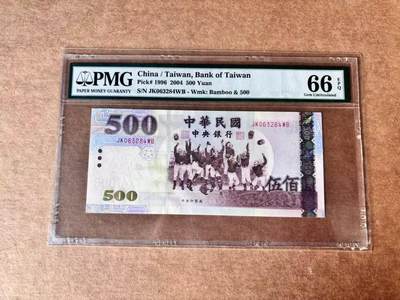 PMG
PAPER MONEY GUARANTY
China / Taiwan, Bank of Taiwan
Pick# 1996 2004 500 Yuan
S/N JK063284WB - Wmk: Bamboo & 500
66 EPQ
Gem Uncirculated
500
中華民國
中央銀行
JK063284WB
JK063284WB
伍佰
500